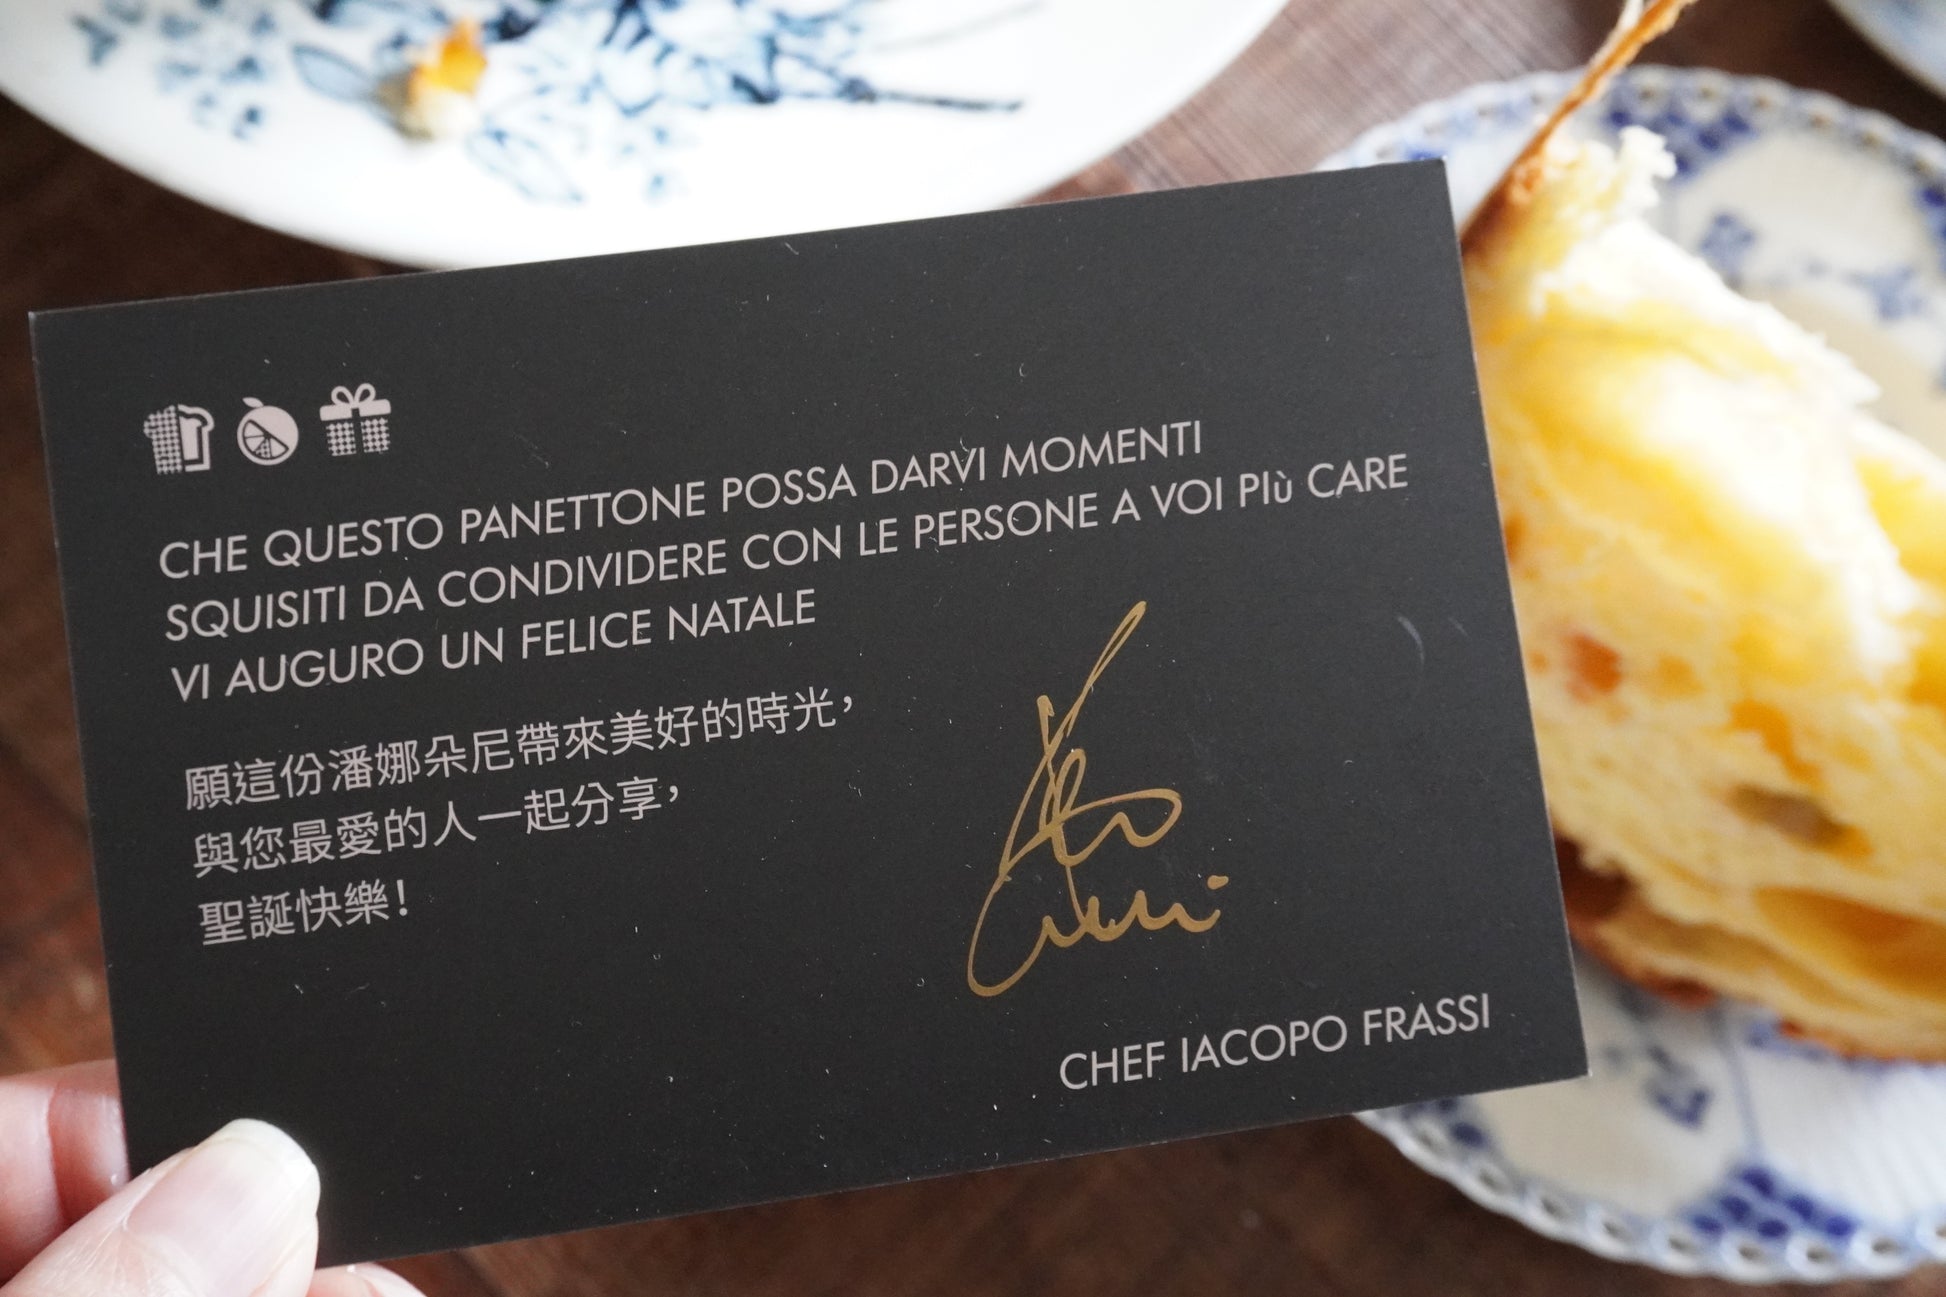 CHE QUESTO PANETTONE POSSA DARVI MOMENTI
SQUISITI DA CONDIVIDERE CON LE PERSONE A VOI PIù CARE
VI AUGURO UN FELICE NATALE
願這份潘娜朵尼帶來美好的時光，
與您最愛的人一起分享，
聖誕快樂！
CHEF IACOPO FRASSI